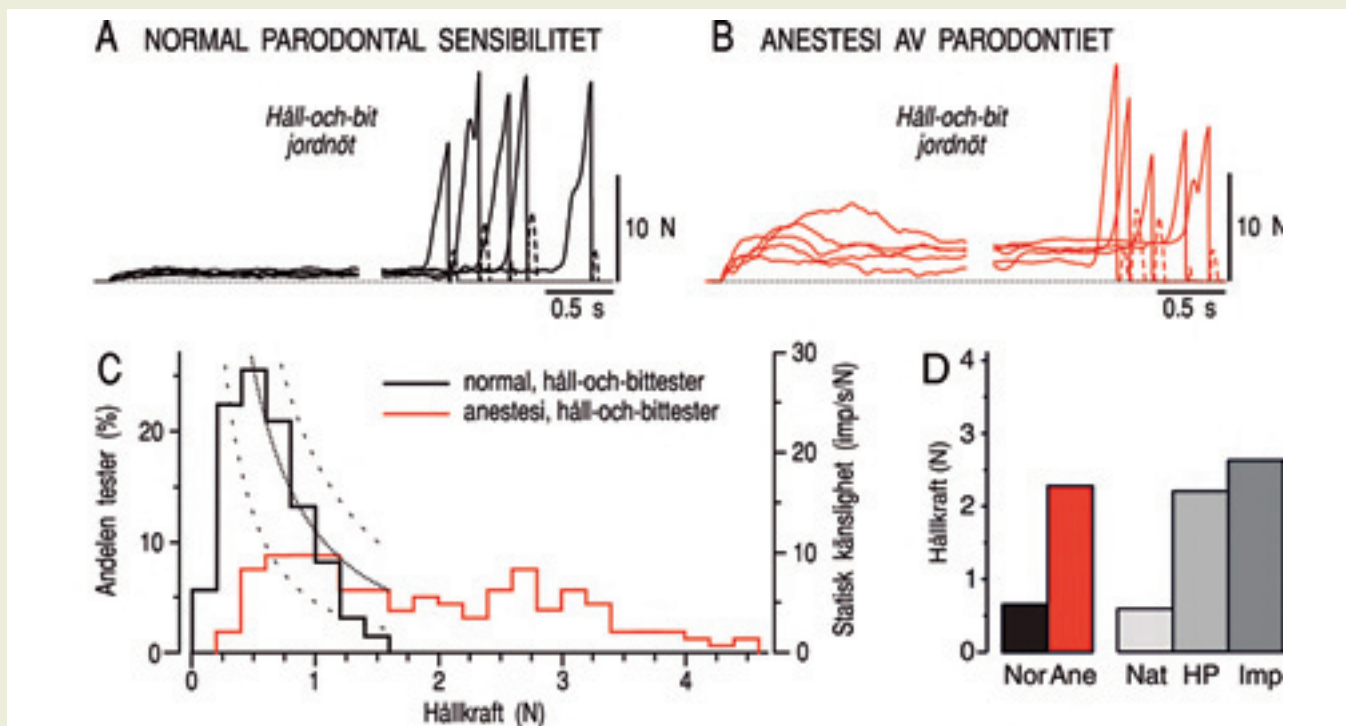 A NORMAL PARODONTAL SENSIBILITET
Håll-och-bit
jordnöt
10 N
0.5 s
B ANESTESI AV PARODONTIET
Håll-och-bit
jordnöt
10 N
0.5 s
C
normal, håll-och-bittester
anestesi, håll-och-bittester
Andelen tester (%)
20
10
0
30
20
10
0
Statisk känslighet (imp/s/N)
0 1 2 3 4
Hållkraft (N)
D
Hållkraft (N)
4
3
2
1
0
Nor Ane Nat HP Imp